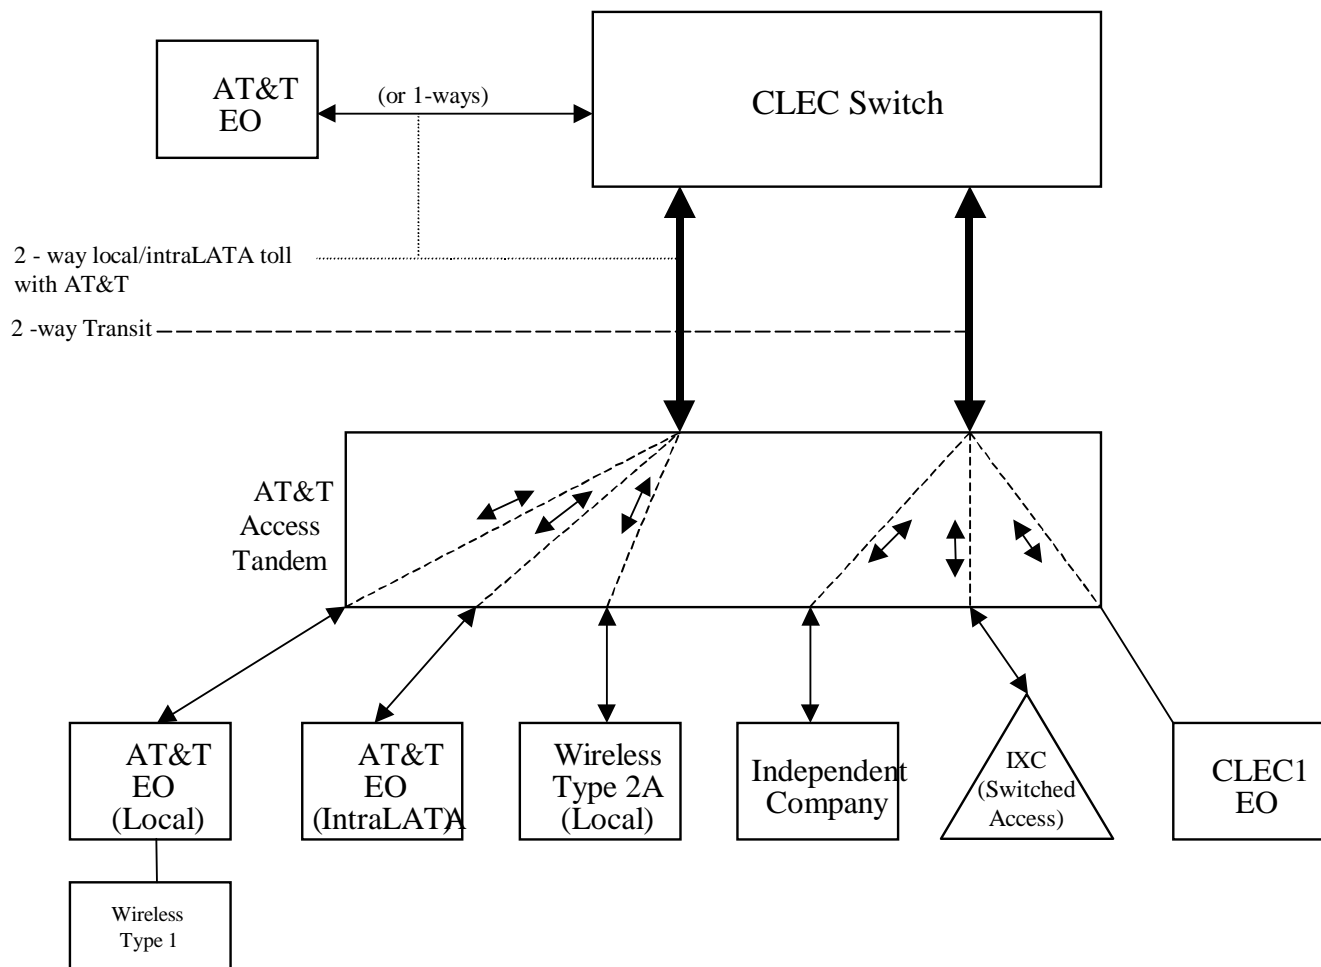 AT&T
EO
(or 1-ways)
CLEC Switch
2 - way local/intraLATA toll
with AT&T
2 -way Transit
AT&T
Access
Tandem
AT&T
EO
(Local)
AT&T
EO
(IntraLATA)
Wireless
Type 2A
(Local)
Independent
Company
IXC
(Switched
Access)
CLEC1
EO
Wireless
Type 1